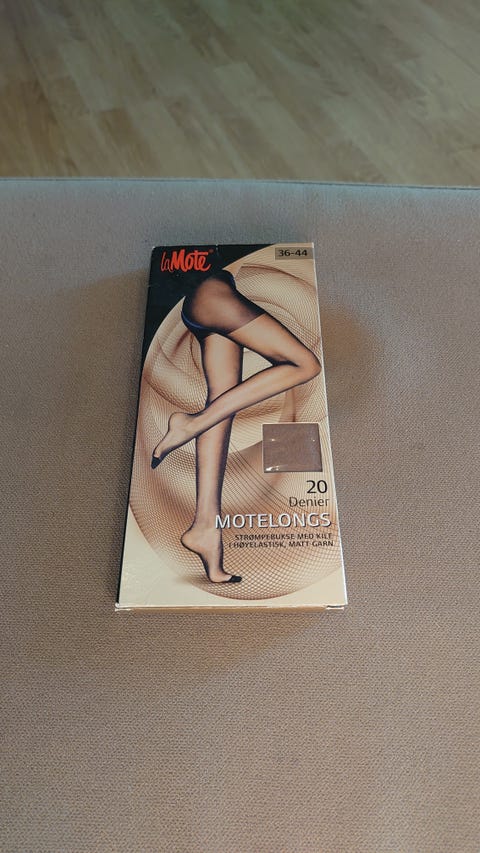 laMote
36-44
20
Denier
MOTELONGS
STRØMPEBUKSE MED KILE
I HØYELASTISK, MATT GARN